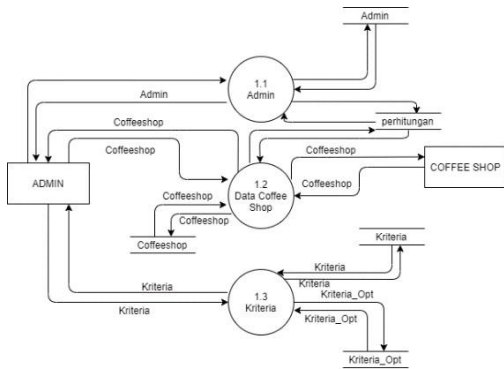 Admin
1.1
Admin
Admin
Coffeeshop
perhitungan
Coffeeshop
Coffeeshop
ADMIN
1.2
Data Coffee
Shop
COFFEE SHOP
Coffeeshop
Coffeeshop
Coffeeshop
Coffeeshop
Kriteria
Kriteria
1.3
Kriteria
Kriteria
Kriteria
Kriteria
Kriteria_Opt
Kriteria_Opt
Kriteria_Opt